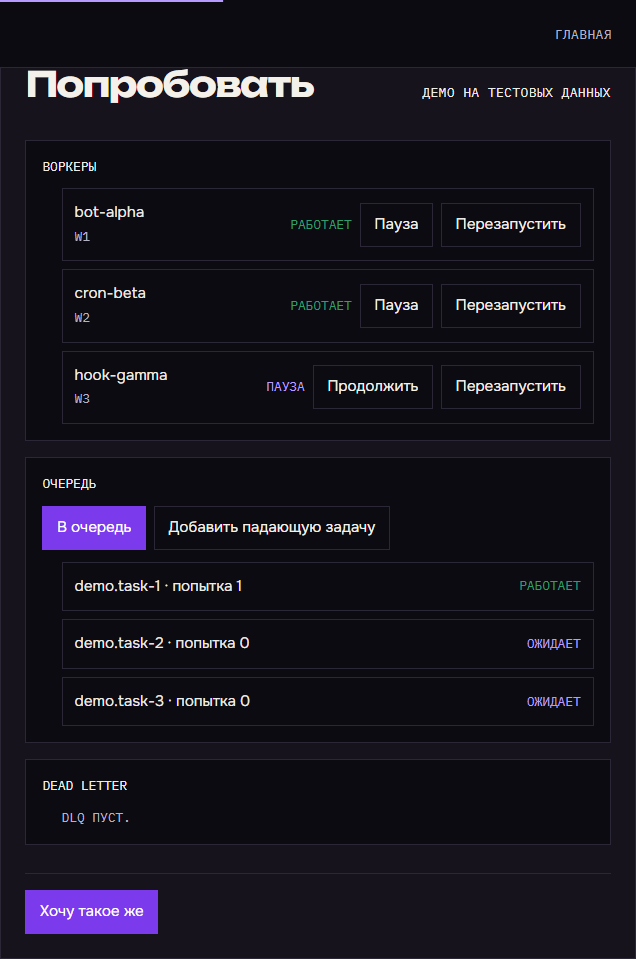 ГЛАВНАЯ
Попробовать
ДЕМО НА ТЕСТОВЫХ ДАННЫХ
ВОРКЕРЫ
bot-alpha
W1
РАБОТАЕТ
Пауза
Перезапустить
cron-beta
W2
РАБОТАЕТ
Пауза
Перезапустить
hook-gamma
W3
ПАУЗА
Продолжить
Перезапустить
ОЧЕРЕДЬ
В очередь
Добавить падающую задачу
demo.task-1 · попытка 1
РАБОТАЕТ
demo.task-2 · попытка 0
ОЖИДАЕТ
demo.task-3 · попытка 0
ОЖИДАЕТ
DEAD LETTER
DLQ ПУСТ.
Хочу такое же